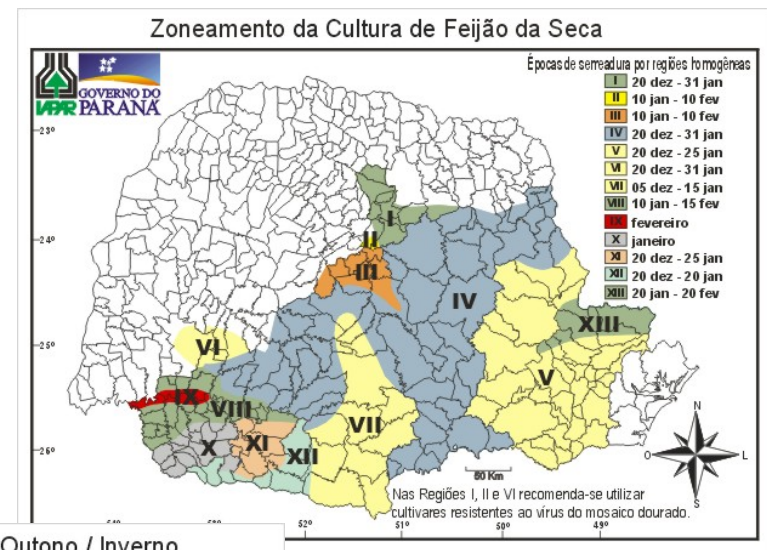 Zoneamento da Cultura de Feijão da Seca
IAPAR
GOVERNO DO
PARANÁ
Épocas de serreadura por regiões homogêneas
I 20 dez - 31 jan
II 10 jan - 10 fev
III 10 jan - 10 fev
IV 20 dez - 31 jan
V 20 dez - 25 jan
VI 20 dez - 31 jan
VII 05 dez - 15 jan
VIII 10 jan - 15 fev
IX fevereiro
X janeiro
XI 20 dez - 25 jan
XII 20 dez - 20 jan
XIII 20 jan - 20 fev
-23°
-24°
-25°
-26°
I
II
III
IV
XIII
VI
V
IX
VIII
VII
X
XI
XII
N
O
L
S
50 Km
Nas Regiões I, II e VI recomenda-se utilizar
cultivares resistentes ao vírus do mosaico dourado.
52°
51°
50°
49°
Outono / Inverno